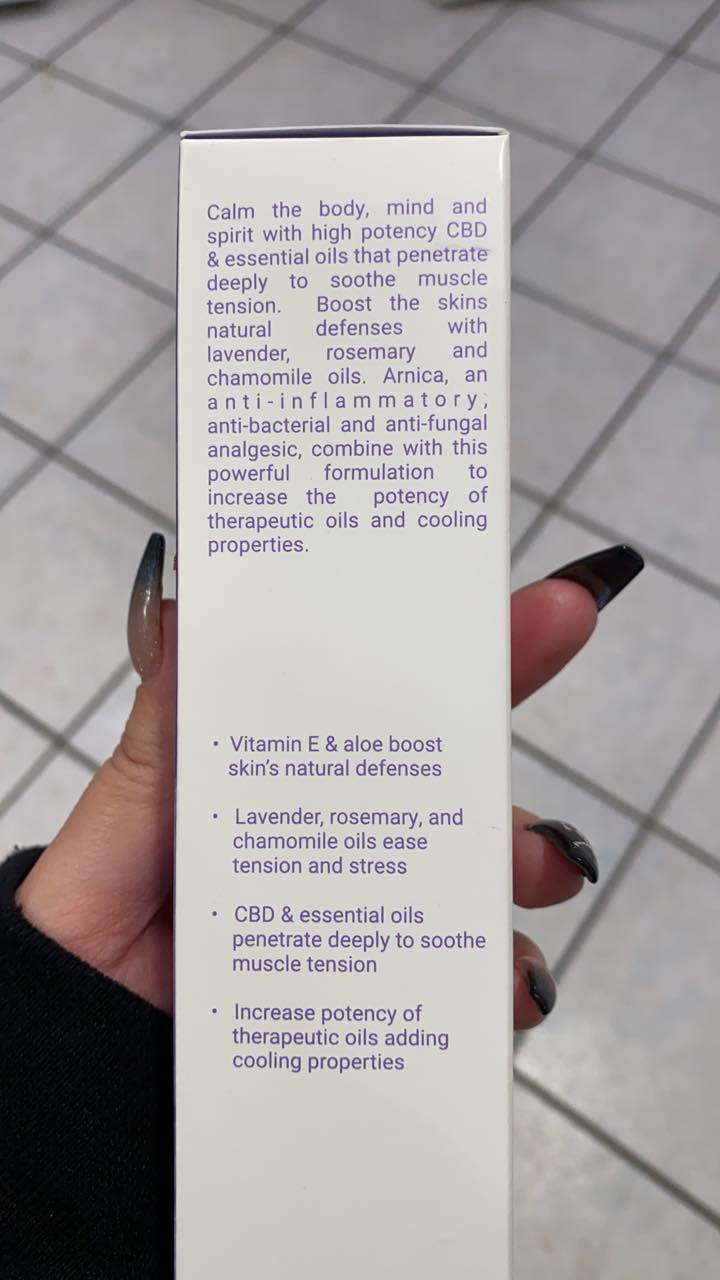 Calm the body, mind and
spirit with high potency CBD
& essential oils that penetrate
deeply to soothe muscle
tension. Boost the skins
natural defenses with
lavender, rosemary and
chamomile oils. Arnica, an
anti-inflammatory,
anti-bacterial and anti-fungal
analgesic, combine with this
powerful formulation to
increase the potency of
therapeutic oils and cooling
properties.
• Vitamin E & aloe boost
skin's natural defenses
• Lavender, rosemary, and
chamomile oils ease
tension and stress
• CBD & essential oils
penetrate deeply to soothe
muscle tension
• Increase potency of
therapeutic oils adding
cooling properties